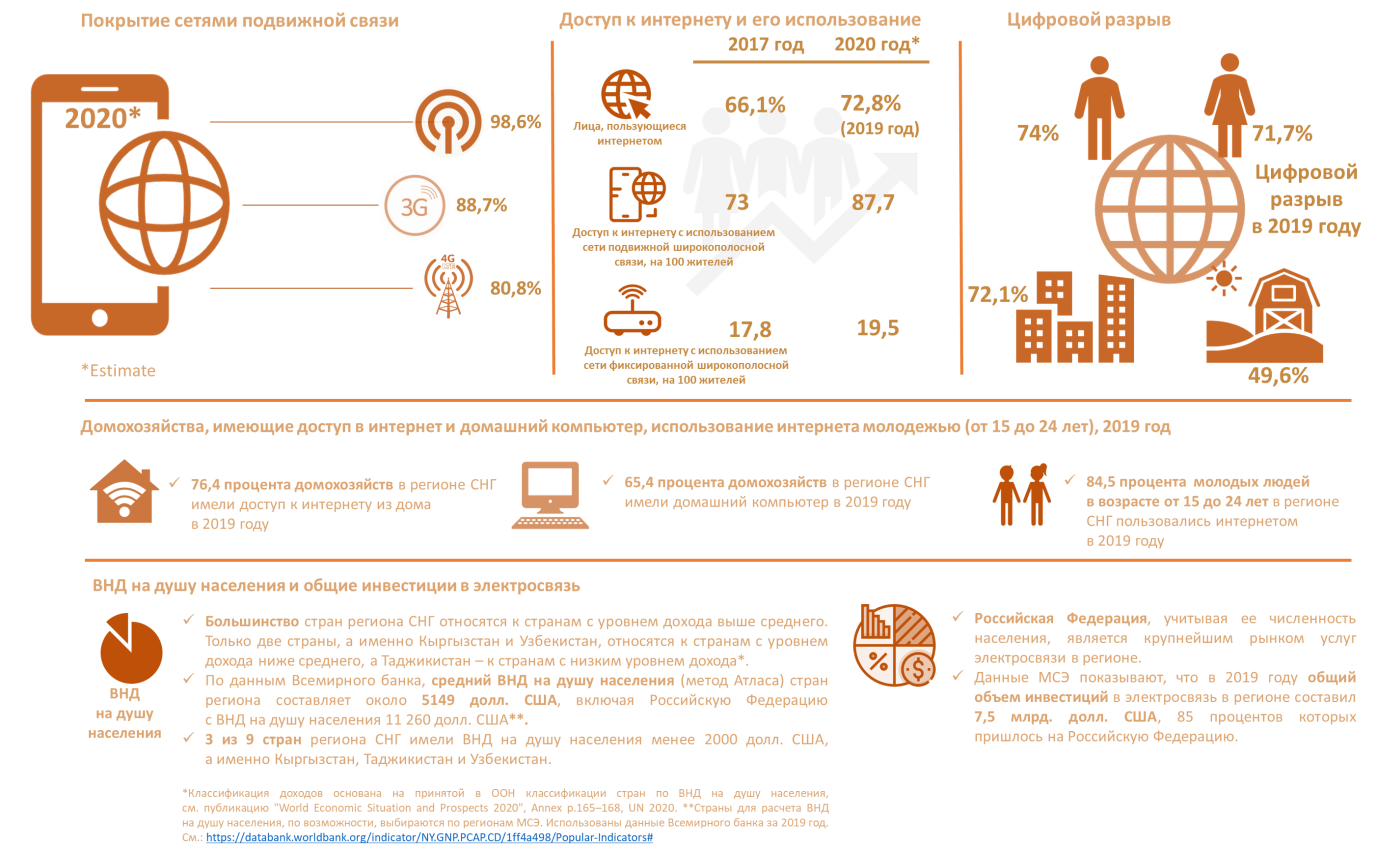 Покрытие сетями подвижной связи
2020*
98,6%
3G
88,7%
4G
80,8%
*Estimate
Доступ к интернету и его использование
2017 год 2020 год*
Лица, пользующиеся
интернетом
66,1%
72,8%
(2019 год)
Доступ к интернету с использованием
сети подвижной широкополосной
связи, на 100 жителей
73
87,7
Доступ к интернету с использованием
сети фиксированной широкополосной
связи, на 100 жителей
17,8
19,5
Цифровой разрыв
74%
71,7%
Цифровой
разрыв
в 2019 году
72,1%
49,6%
Домохозяйства, имеющие доступ в интернет и домашний компьютер, использование интернета молодежью (от 15 до 24 лет), 2019 год
✓ 76,4 процента домохозяйств в регионе СНГ
имели доступ к интернету из дома
в 2019 году
✓ 65,4 процента домохозяйств в регионе СНГ
имели домашний компьютер в 2019 году
✓ 84,5 процента молодых людей
в возрасте от 15 до 24 лет в регионе
СНГ пользовались интернетом
в 2019 году
ВНД на душу населения и общие инвестиции в электросвязь
ВНД
на душу
населения
✓ Большинство стран региона СНГ относятся к странам с уровнем дохода выше среднего.
Только две страны, а именно Кыргызстан и Узбекистан, относятся к странам с уровнем
дохода ниже среднего, а Таджикистан – к странам с низким уровнем дохода*.
✓ По данным Всемирного банка, средний ВНД на душу населения (метод Атласа) стран
региона составляет около 5149 долл. США, включая Российскую Федерацию
с ВНД на душу населения 11 260 долл. США**.
✓ 3 из 9 стран региона СНГ имели ВНД на душу населения менее 2000 долл. США,
а именно Кыргызстан, Таджикистан и Узбекистан.
*Классификация доходов основана на принятой в ООН классификации стран по ВНД на душу населения,
см. публикацию "World Economic Situation and Prospects 2020", Annex p.165–168, UN 2020. **Страны для расчета ВНД
на душу населения, по возможности, выбираются по регионам МСЭ. Использованы данные Всемирного банка за 2019 год.
См.: https://databank.worldbank.org/indicator/NY.GNP.PCAP.CD/1ff4a498/Popular-Indicators#
%
$
✓ Российская Федерация, учитывая ее численность
населения, является крупнейшим рынком услуг
электросвязи в регионе.
✓ Данные МСЭ показывают, что в 2019 году общий
объем инвестиций в электросвязь в регионе составил
7,5 млрд. долл. США, 85 процентов которых
пришлось на Российскую Федерацию.